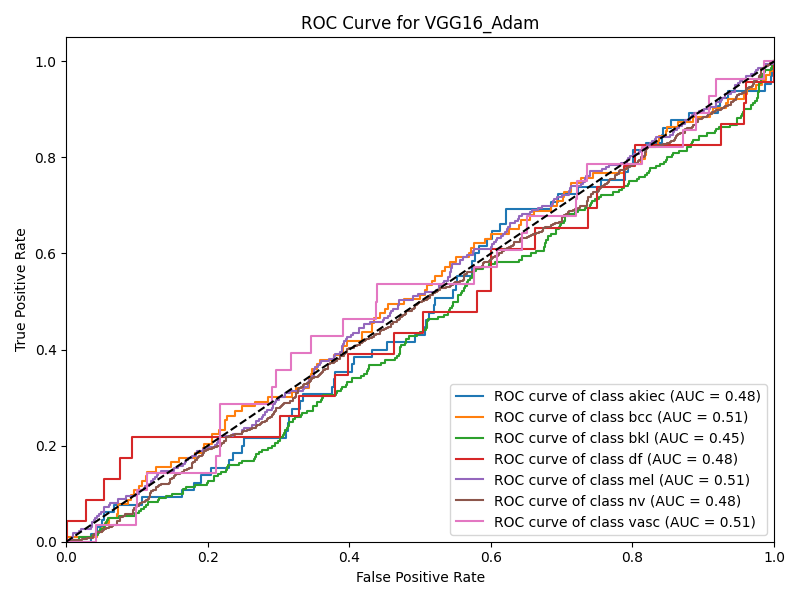 ROC Curve for VGG16_Adam
True Positive Rate
1.0
0.8
0.6
0.4
0.2
0.0
0.0 0.2 0.4 0.6 0.8 1.0
False Positive Rate
ROC curve of class akiec (AUC = 0.48)
ROC curve of class bcc (AUC = 0.51)
ROC curve of class bkl (AUC = 0.45)
ROC curve of class df (AUC = 0.48)
ROC curve of class mel (AUC = 0.51)
ROC curve of class nv (AUC = 0.48)
ROC curve of class vasc (AUC = 0.51)